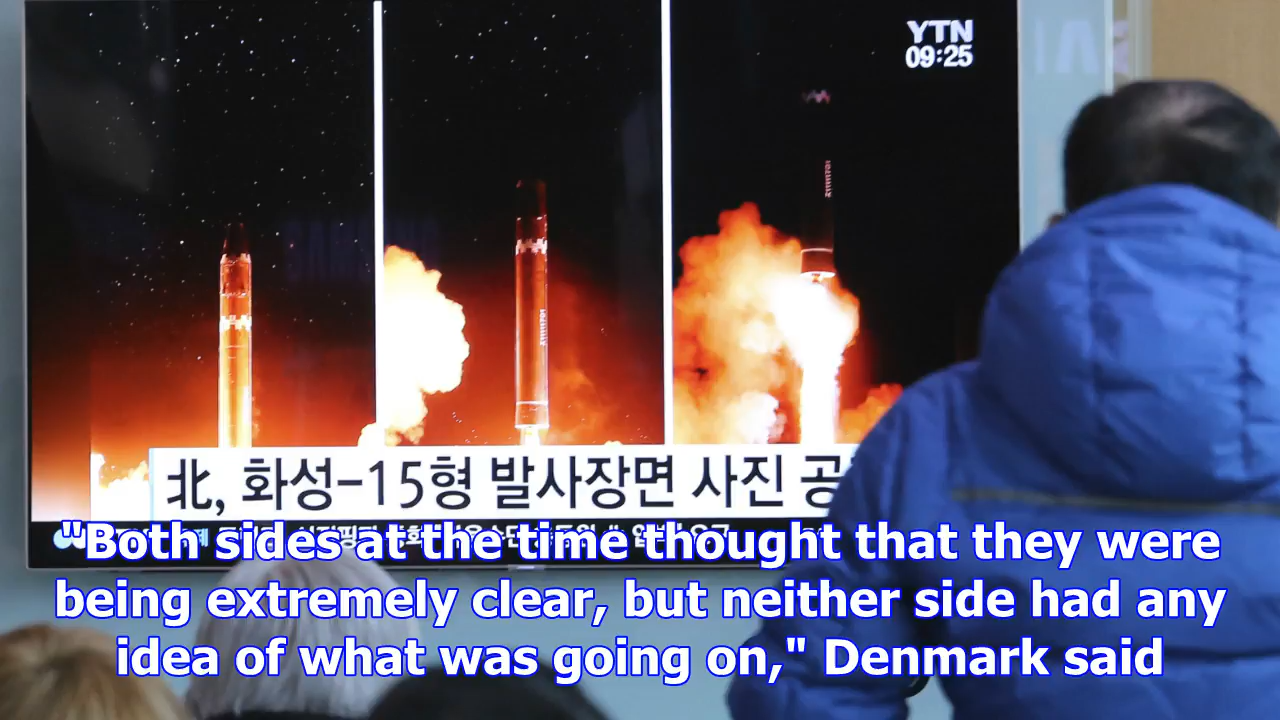 YTN
09:25
北, 화성-15형 발사장면 사진 공
"Both sides at the time thought that they were
being extremely clear, but neither side had any
idea of what was going on," Denmark said